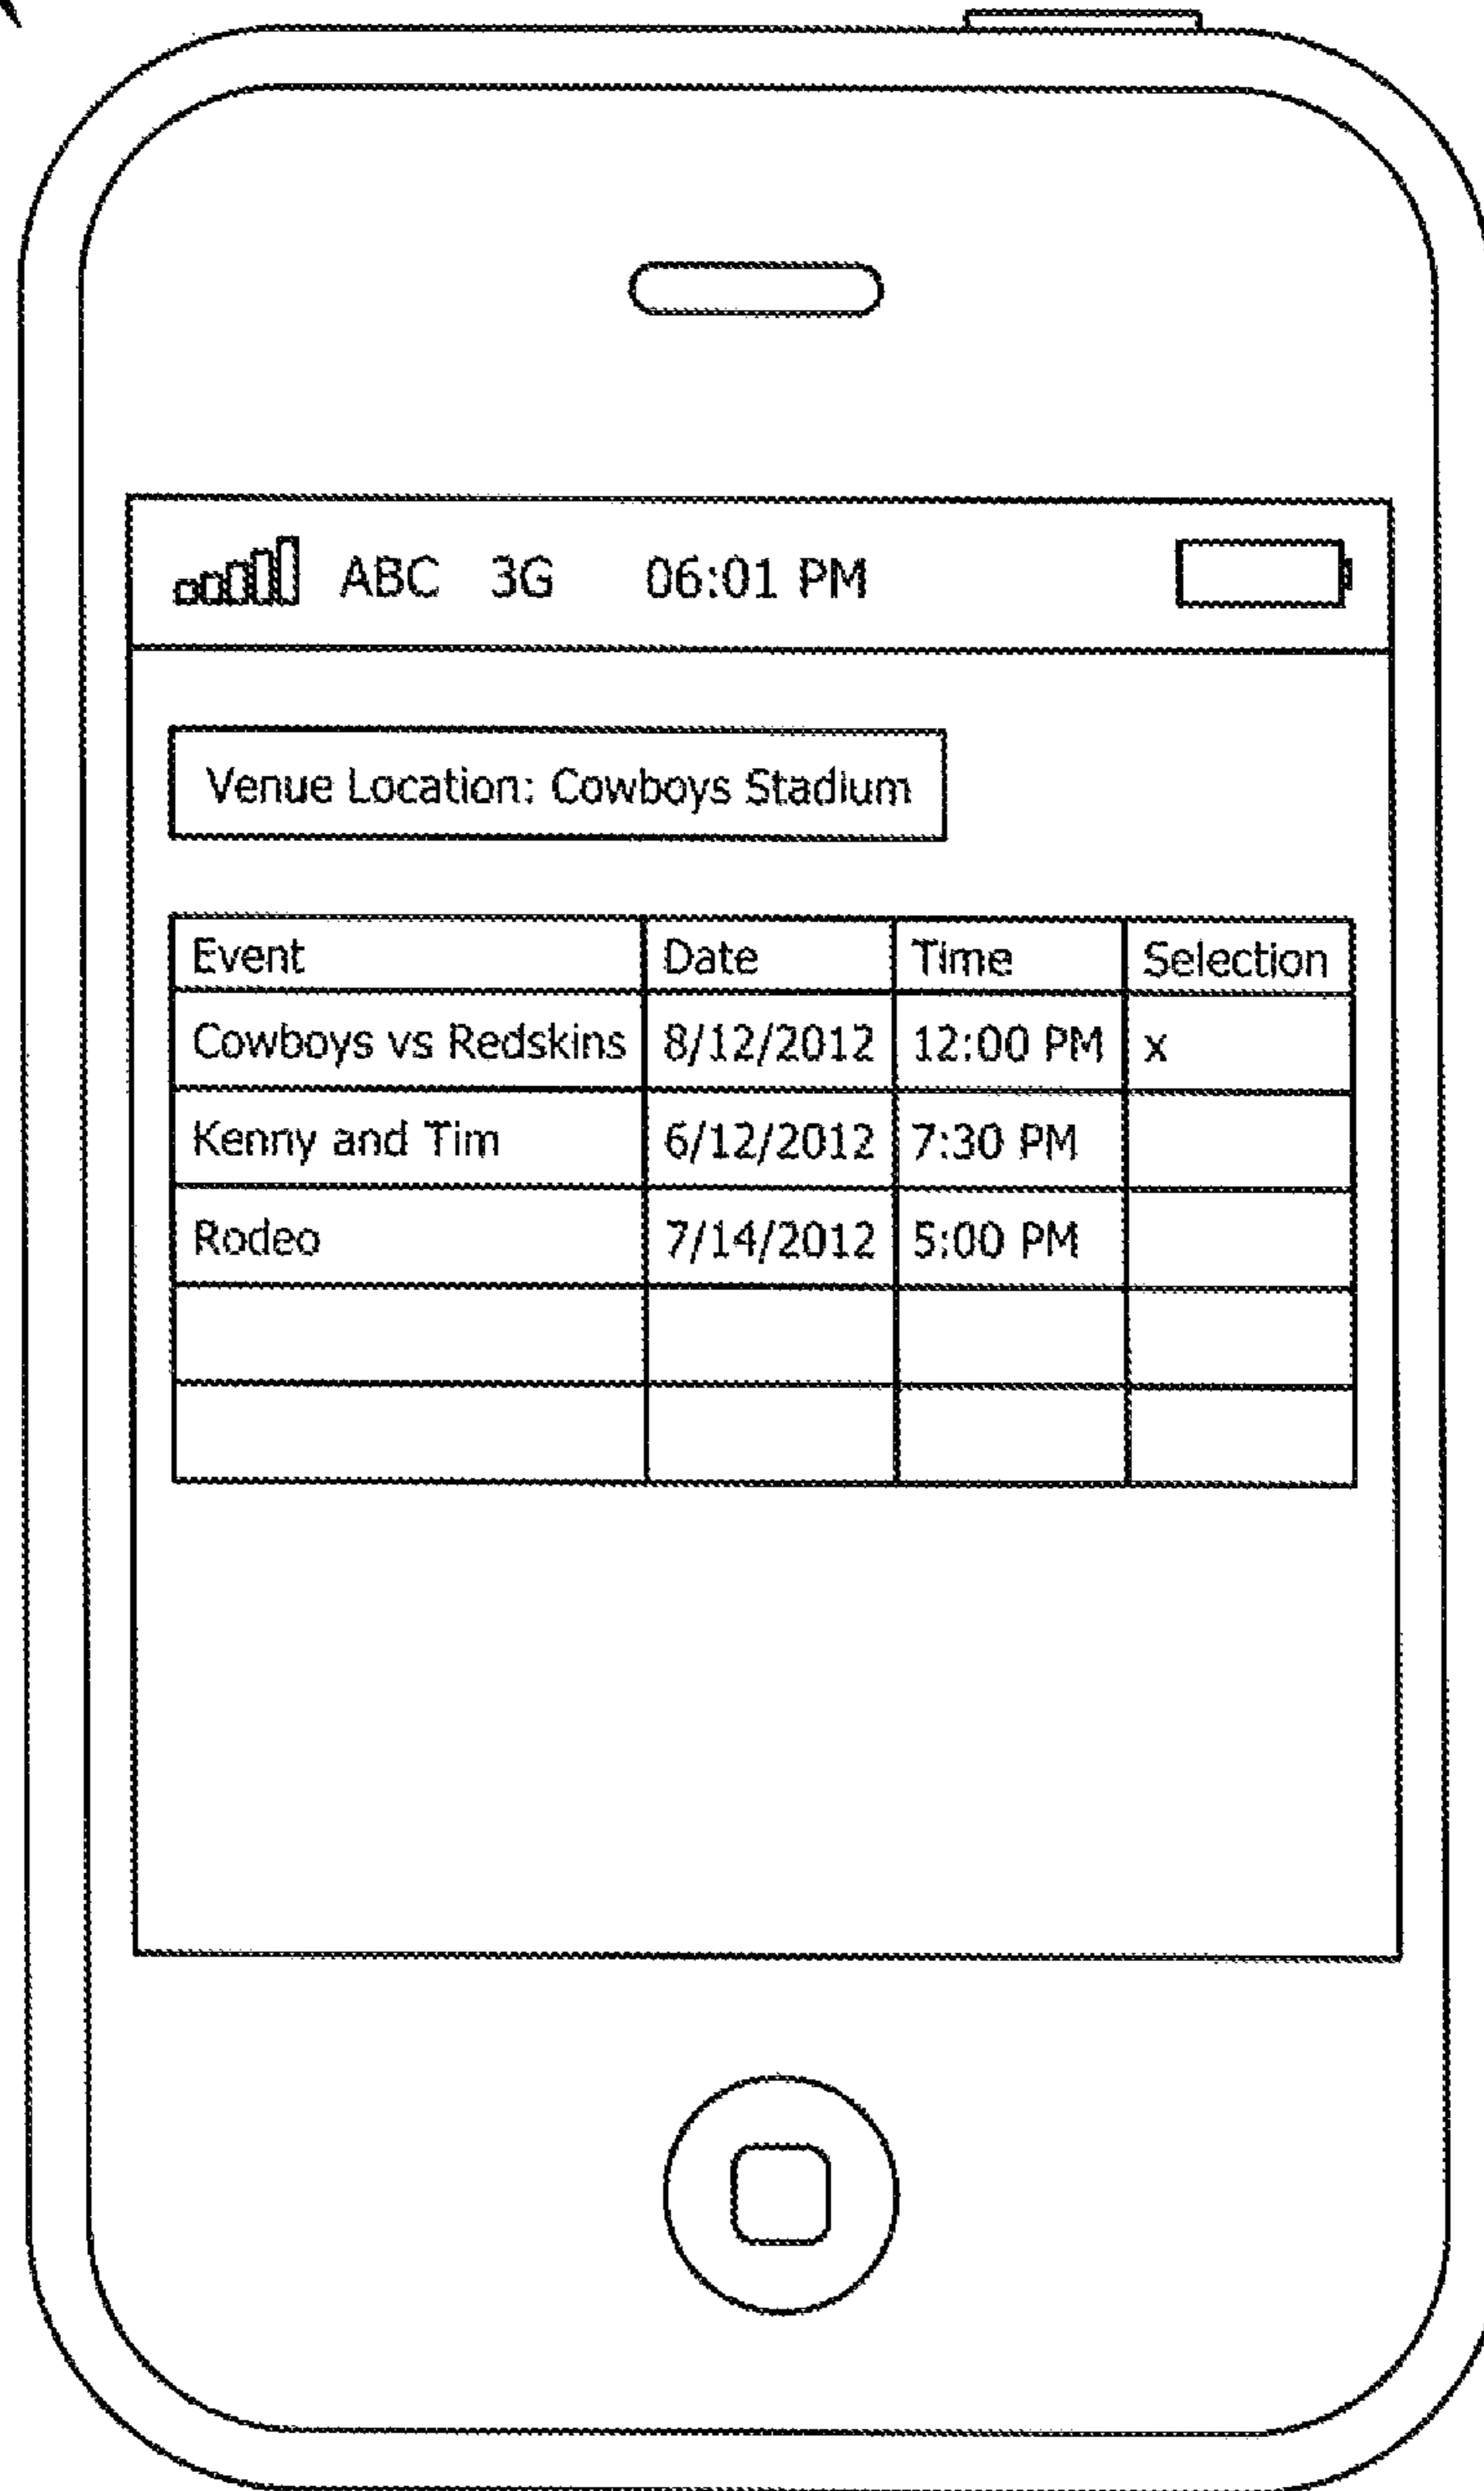 ABC 3G 06:01 PM
Venue Location: Cowboys Stadium
Event Date Time Selection
Cowboys vs Redskins 8/12/2012 12:00 PM x
Kenny and Tim 6/12/2012 7:30 PM
Rodeo 7/14/2012 5:00 PM